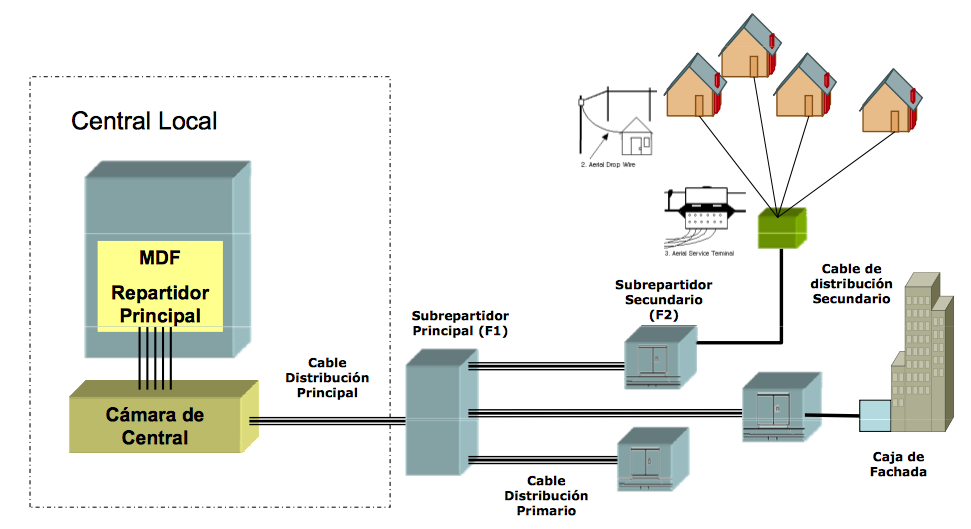 Central Local
MDF
Repartidor
Principal
Cámara de
Central
Cable
Distribución
Principal
Subrepartidor
Principal (F1)
Subrepartidor
Secundario
(F2)
Cable
Distribución
Primario
2. Aerial Drop Wire
3. Aerial Service Terminal
Cable de
distribución
Secundario
Caja de
Fachada